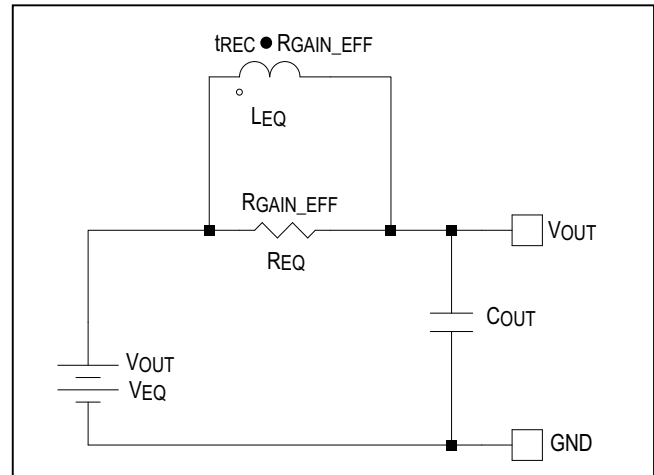 tREC • RGAIN_EFF
LEQ
RGAIN_EFF
REQ
VOUT
COUT
VOUT
VEQ
GND